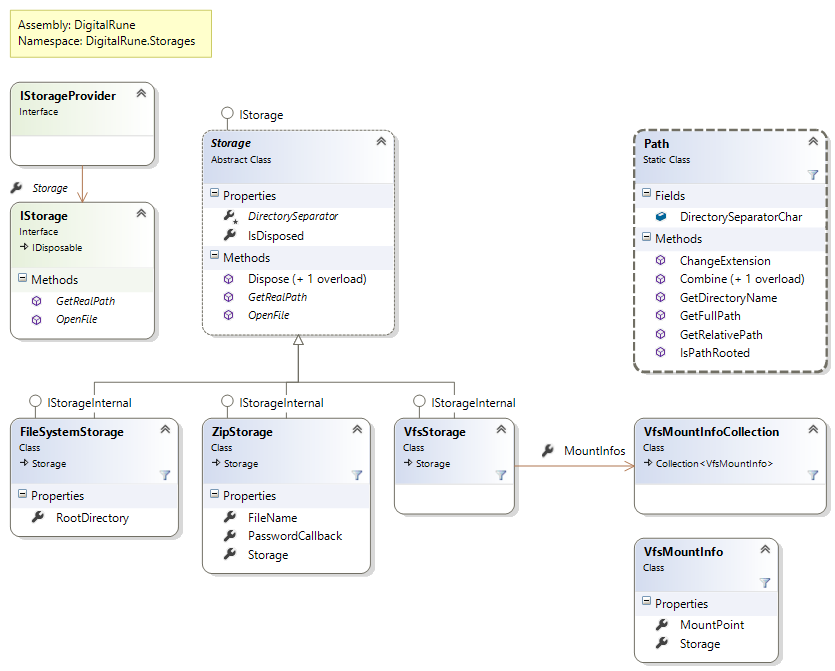 Assembly: DigitalRune
Namespace: DigitalRune.Storages
IStorageProvider
Interface
Storage
IStorage
Interface
IDisposable
Methods
GetRealPath
OpenFile
IStorage
Storage
Abstract Class
Properties
DirectorySeparator
IsDisposed
Methods
Dispose (+ 1 overload)
GetRealPath
OpenFile
Path
Static Class
Fields
DirectorySeparatorChar
Methods
ChangeExtension
Combine (+ 1 overload)
GetDirectoryName
GetFullPath
GetRelativePath
IsPathRooted
IStorageInternal
FileSystemStorage
Class
Storage
Properties
RootDirectory
IStorageInternal
ZipStorage
Class
Storage
Properties
FileName
PasswordCallback
Storage
IStorageInternal
VfsStorage
Class
Storage
MountInfos
VfsMountInfoCollection
Class
Collection<VfsMountInfo>
VfsMountInfo
Class
Properties
MountPoint
Storage